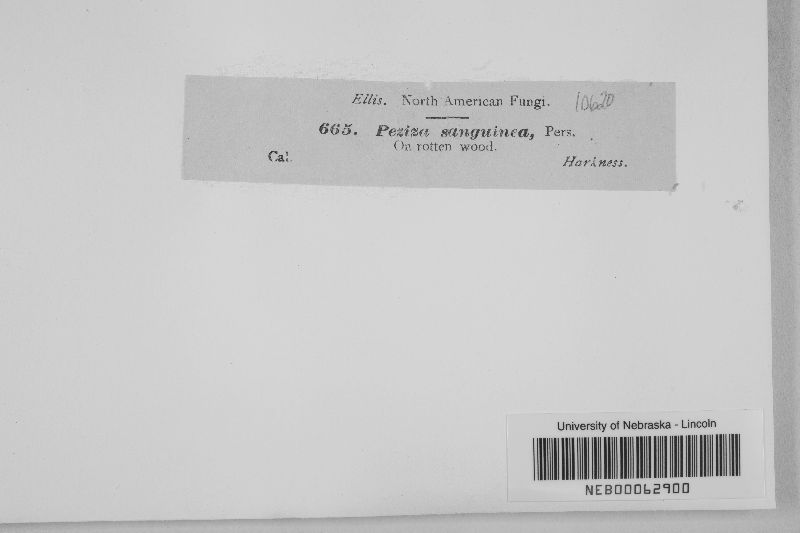 Ellis. North American Fungi. 10620
665. Peziza sanguinea, Pers.
On rotten wood.
Cal. Harkness.
University of Nebraska - Lincoln
NEB00062900